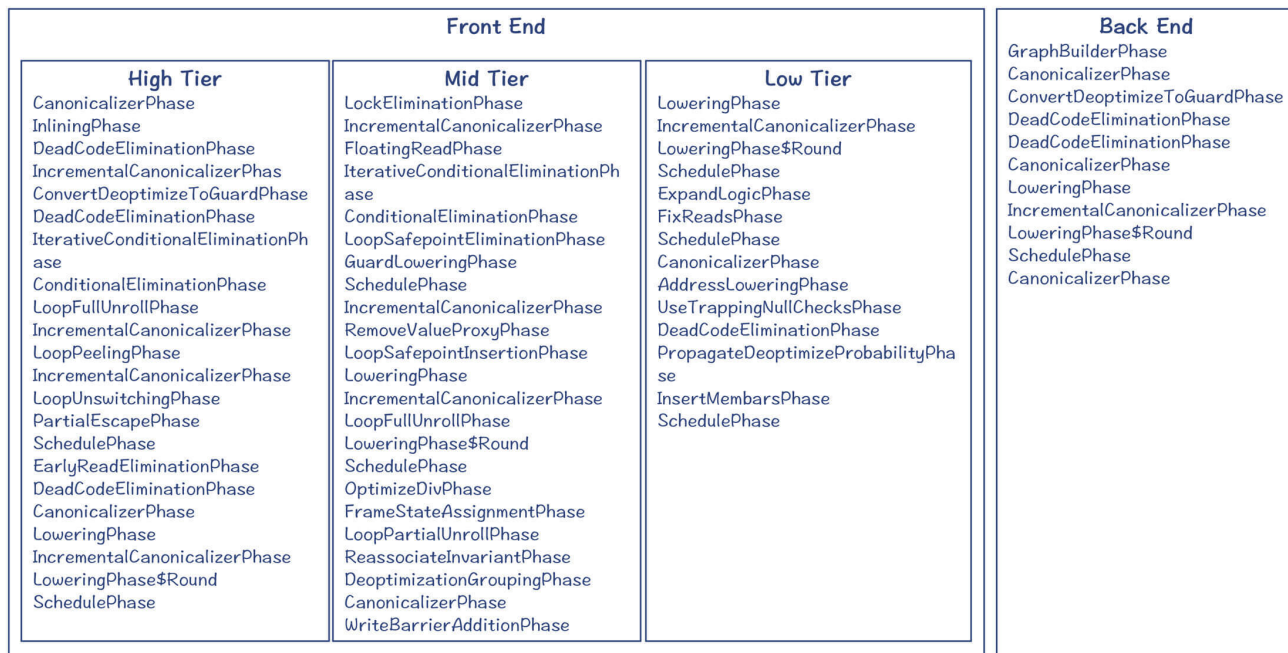 Front End
High Tier
CanonicalizerPhase
InliningPhase
DeadCodeEliminationPhase
IncrementalCanonicalizerPhas
ConvertDeoptimizeToGuardPhase
DeadCodeEliminationPhase
IterativeConditionalEliminationPh
ase
ConditionalEliminationPhase
LoopFullUnrollPhase
IncrementalCanonicalizerPhase
LoopPeelingPhase
IncrementalCanonicalizerPhase
LoopUnswitchingPhase
PartialEscapePhase
SchedulePhase
EarlyReadEliminationPhase
DeadCodeEliminationPhase
CanonicalizerPhase
LoweringPhase
IncrementalCanonicalizerPhase
LoweringPhase$Round
SchedulePhase
Mid Tier
LockEliminationPhase
IncrementalCanonicalizerPhase
FloatingReadPhase
IterativeConditionalEliminationPh
ase
ConditionalEliminationPhase
LoopSafepointEliminationPhase
GuardLoweringPhase
SchedulePhase
IncrementalCanonicalizerPhase
RemoveValueProxyPhase
LoopSafepointInsertionPhase
LoweringPhase
IncrementalCanonicalizerPhase
LoopFullUnrollPhase
LoweringPhase$Round
SchedulePhase
OptimizeDivPhase
FrameStateAssignmentPhase
LoopPartialUnrollPhase
ReassociateInvariantPhase
DeoptimizationGroupingPhase
CanonicalizerPhase
WriteBarrierAdditionPhase
Low Tier
LoweringPhase
IncrementalCanonicalizerPhase
LoweringPhase$Round
SchedulePhase
ExpandLogicPhase
FixReadsPhase
SchedulePhase
CanonicalizerPhase
AddressLoweringPhase
UseTrappingNullChecksPhase
DeadCodeEliminationPhase
PropagateDeoptimizeProbabilityPha
se
InsertMembarsPhase
SchedulePhase
Back End
GraphBuilderPhase
CanonicalizerPhase
ConvertDeoptimizeToGuardPhase
DeadCodeEliminationPhase
DeadCodeEliminationPhase
CanonicalizerPhase
LoweringPhase
IncrementalCanonicalizerPhase
LoweringPhase$Round
SchedulePhase
CanonicalizerPhase